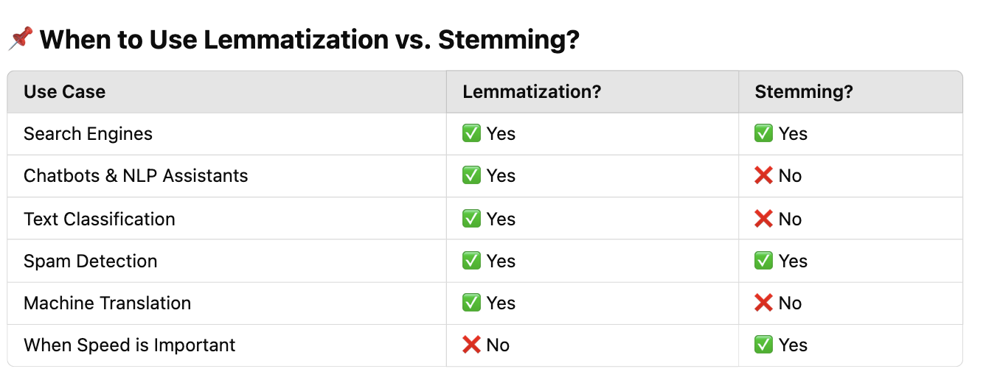 📌 When to Use Lemmatization vs. Stemming?
Use Case Lemmatization? Stemming?
Search Engines ✅ Yes ✅ Yes
Chatbots & NLP Assistants ✅ Yes ❌ No
Text Classification ✅ Yes ❌ No
Spam Detection ✅ Yes ✅ Yes
Machine Translation ✅ Yes ❌ No
When Speed is Important ❌ No ✅ Yes